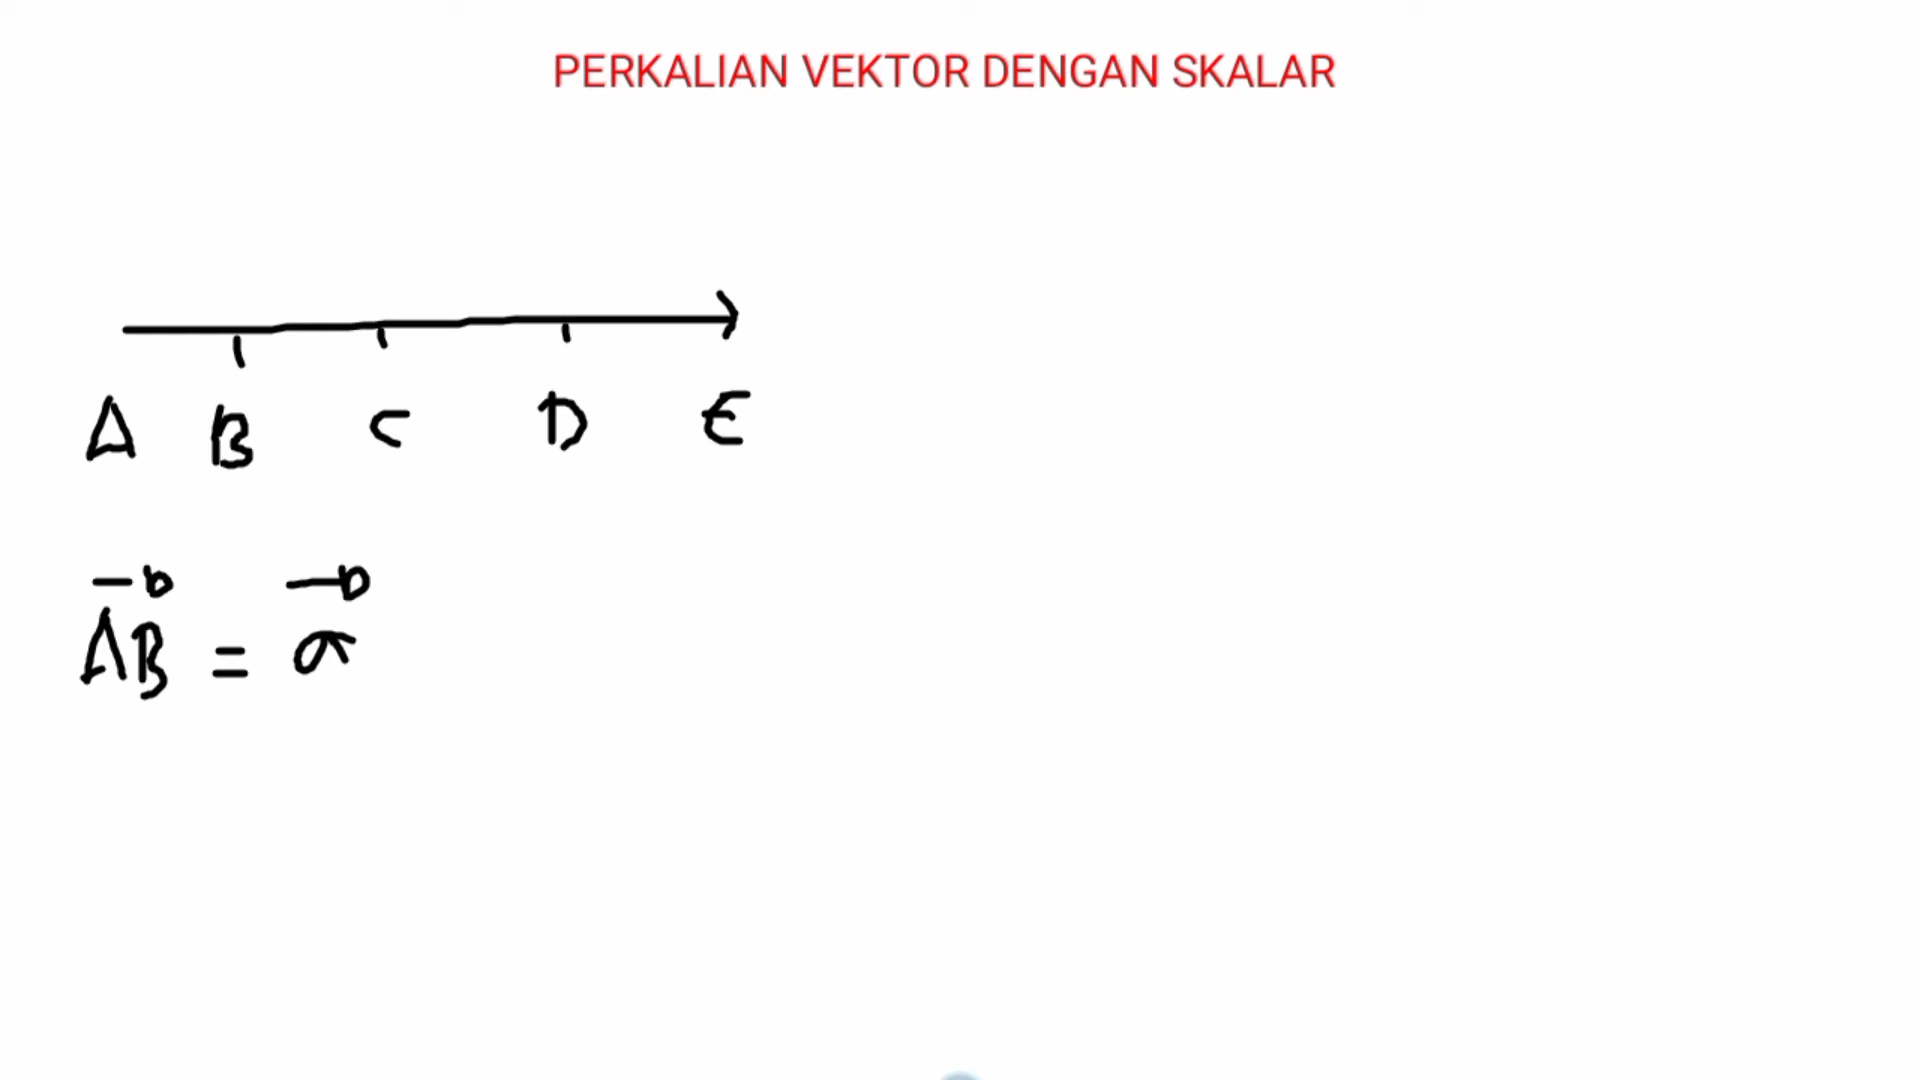 PERKALIAN VEKTOR DENGAN SKALAR
A B C D E
AB = a